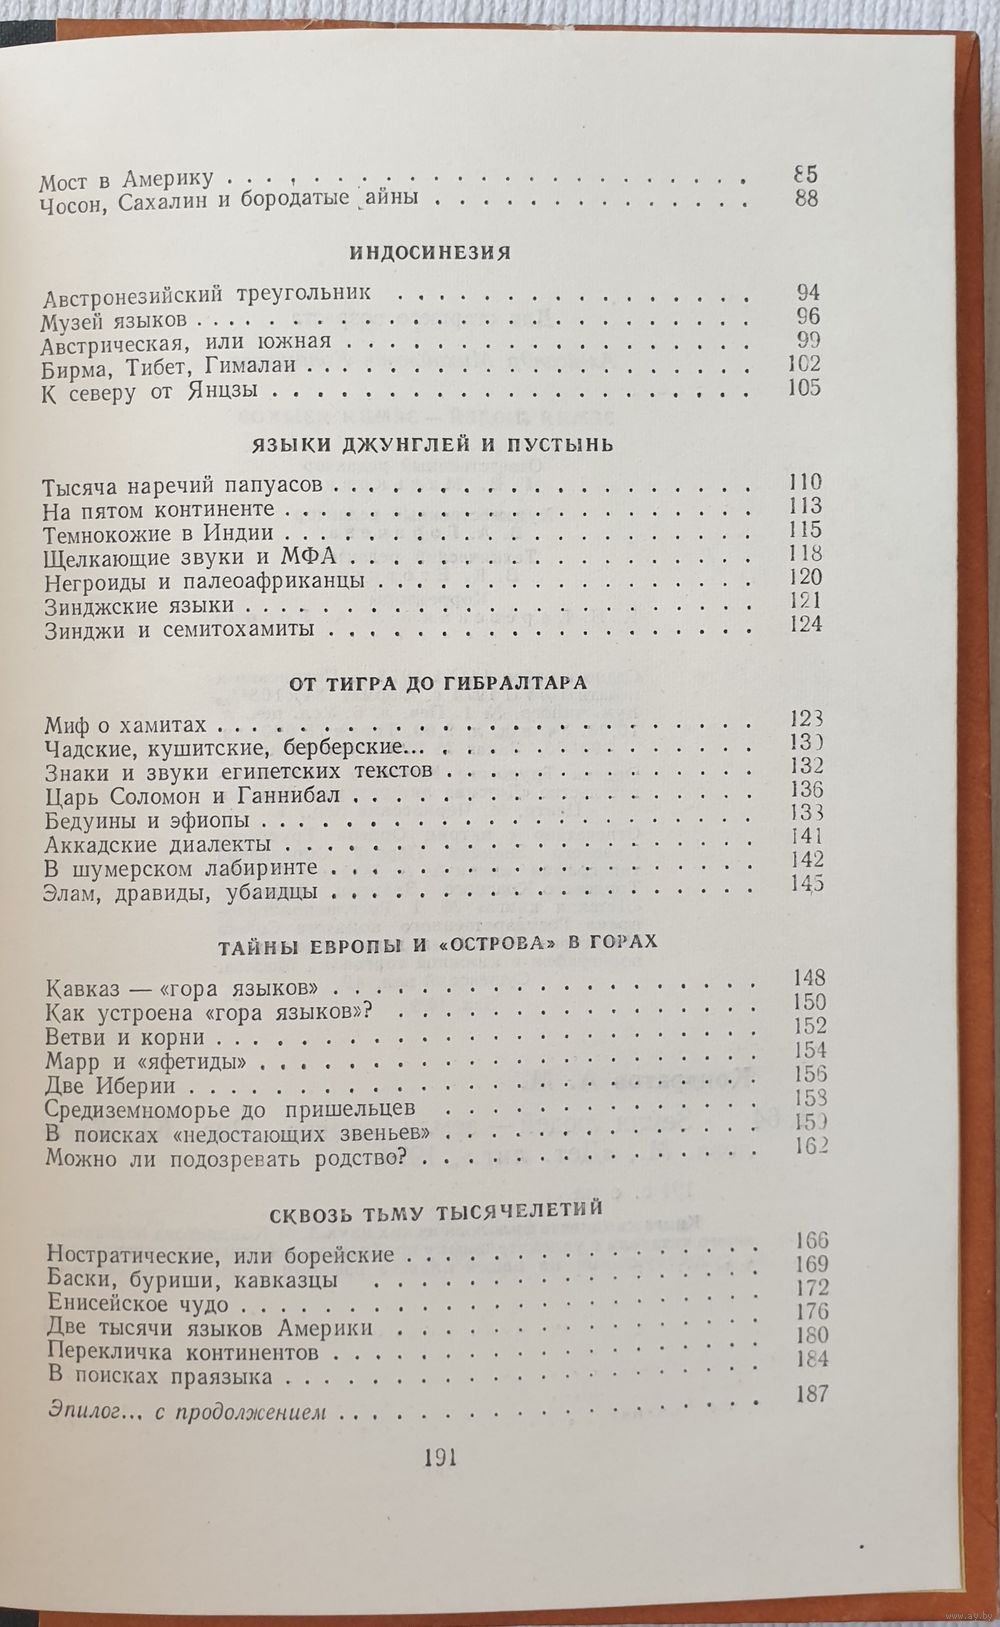 Мост в Америку . . . . . . . . . . . . . . . . . . . 85
Чосон, Сахалин и бородатые айны . . . . . . . . . . . . 88
ИНДОСИНЕЗИЯ
Австронезийский треугольник . . . . . . . . . . . . . 94
Музей языков . . . . . . . . . . . . . . . . . . . . 96
Австрическая, или южная . . . . . . . . . . . . . . . 99
Бирма, Тибет, Гималаи . . . . . . . . . . . . . . . . 102
К северу от Янцзы . . . . . . . . . . . . . . . . . . 105
ЯЗЫКИ ДЖУНГЛЕЙ И ПУСТЫНЬ
Тысяча наречий папуасов . . . . . . . . . . . . . . . 110
На пятом континенте . . . . . . . . . . . . . . . . . 113
Темнокожие в Индии . . . . . . . . . . . . . . . . . 115
Щелкающие звуки и МФА . . . . . . . . . . . . . . . . 118
Негроиды и палеоафриканцы . . . . . . . . . . . . . . 120
Зинджские языки . . . . . . . . . . . . . . . . . . . 121
Зинджи и семитохамиты . . . . . . . . . . . . . . . . 124
ОТ ТИГРА ДО ГИБРАЛТАРА
Миф о хамитах . . . . . . . . . . . . . . . . . . . . 128
Чадские, кушитские, берберские... . . . . . . . . . . . 130
Знаки и звуки египетских текстов . . . . . . . . . . . 132
Царь Соломон и Ганнибал . . . . . . . . . . . . . . . 136
Бедуины и эфиопы . . . . . . . . . . . . . . . . . . 138
Аккадские диалекты . . . . . . . . . . . . . . . . . 141
В шумерском лабиринте . . . . . . . . . . . . . . . . 142
Элам, дравиды, убаидцы . . . . . . . . . . . . . . . . 145
ТАЙНЫ ЕВРОПЫ И «ОСТРОВА» В ГОРАХ
Кавказ — «гора языков» . . . . . . . . . . . . . . . . 148
Как устроена «гора языков»? . . . . . . . . . . . . . 150
Ветви и корни . . . . . . . . . . . . . . . . . . . . 152
Марр и «яфетиды» . . . . . . . . . . . . . . . . . . 154
Две Иберии . . . . . . . . . . . . . . . . . . . . . 156
Средиземноморье до пришельцев . . . . . . . . . . . . 158
В поисках «недостающих звеньев» . . . . . . . . . . . . 159
Можно ли подозревать родство? . . . . . . . . . . . . . 162
СКВОЗЬ ТЬМУ ТЫСЯЧЕЛЕТИЙ
Ностратические, или борейские . . . . . . . . . . . . . 166
Баски, буриши, кавказцы . . . . . . . . . . . . . . . 169
Енисейское чудо . . . . . . . . . . . . . . . . . . . 172
Две тысячи языков Америки . . . . . . . . . . . . . . 176
Перекличка континентов . . . . . . . . . . . . . . . . 180
В поисках праязыка . . . . . . . . . . . . . . . . . . 184
Эпилог... с продолжением . . . . . . . . . . . . . . . 187
191
www.ay.by